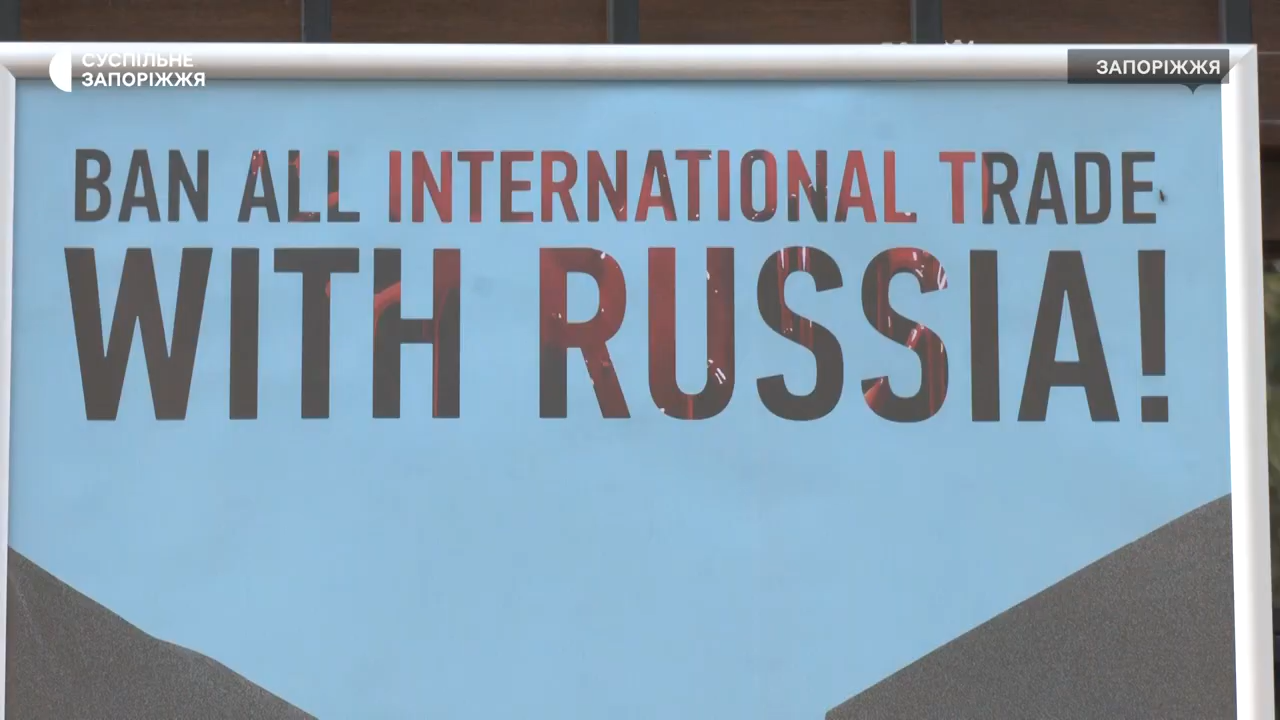 СУСПІЛЬНЕ
ЗАПОРІЖЖЯ
ЗАПОРІЖЖЯ
BAN ALL INTERNATIONAL TRADE
WITH RUSSIA!